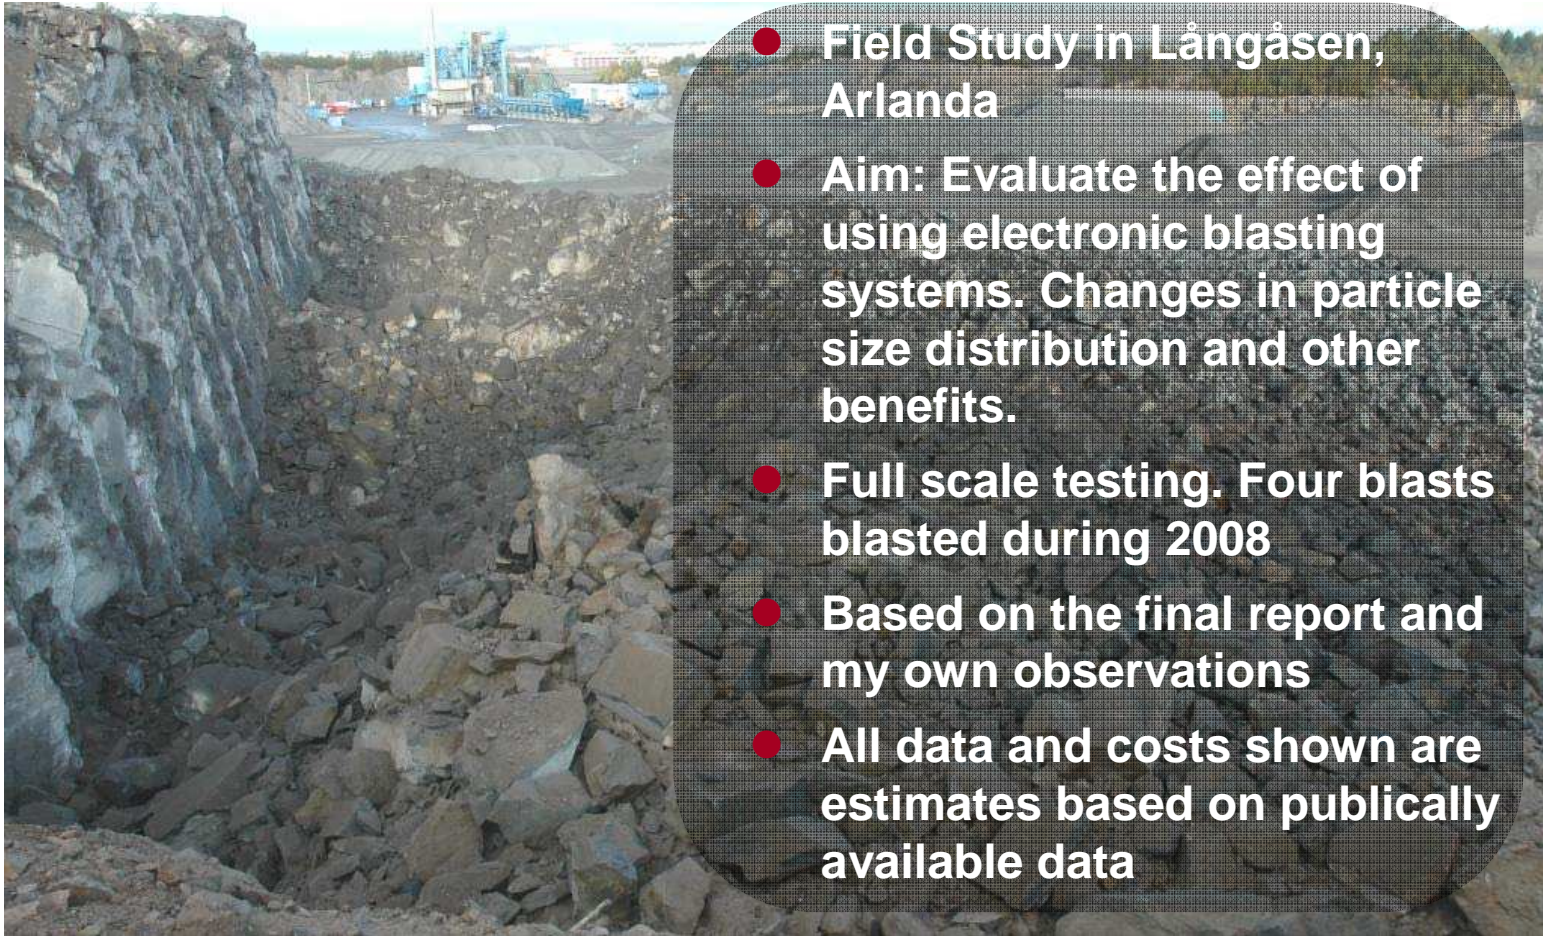 Field Study in Långåsen,
Arlanda
Aim: Evaluate the effect of
using electronic blasting
systems. Changes in particle
size distribution and other
benefits.
Full scale testing. Four blasts
blasted during 2008
Based on the final report and
my own observations
All data and costs shown are
estimates based on publically
available data